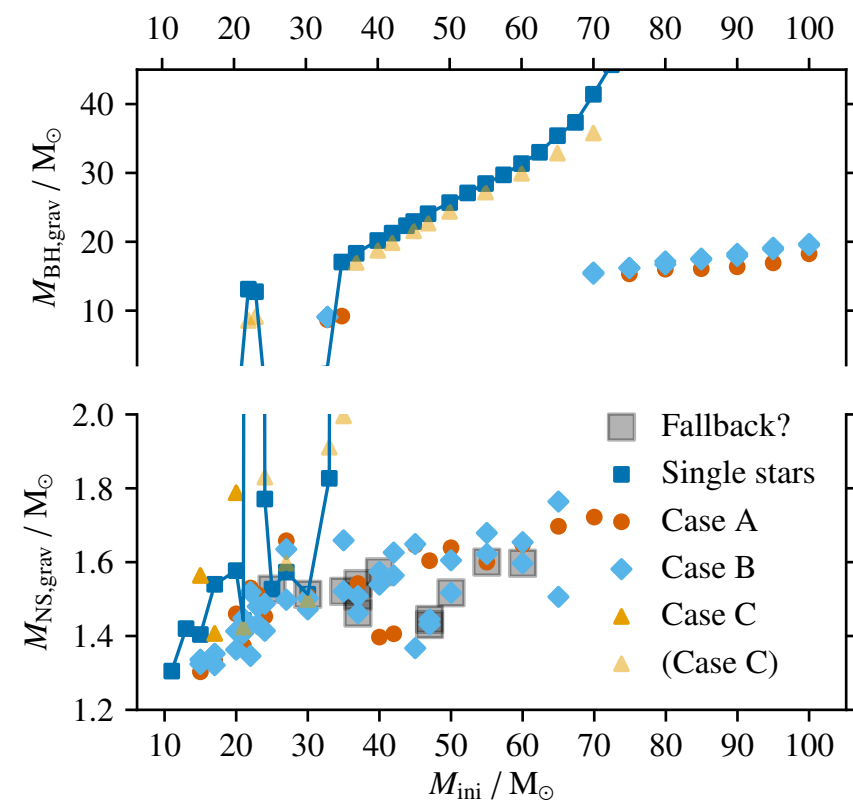 10 20 30 40 50 60 70 80 90 100
40
30
20
10
M_BH,grav / M_⊙
2.0
1.8
1.6
1.4
1.2
M_NS,grav / M_⊙
Fallback?
Single stars
Case A
Case B
Case C
(Case C)
10 20 30 40 50 60 70 80 90 100
M_ini / M_⊙